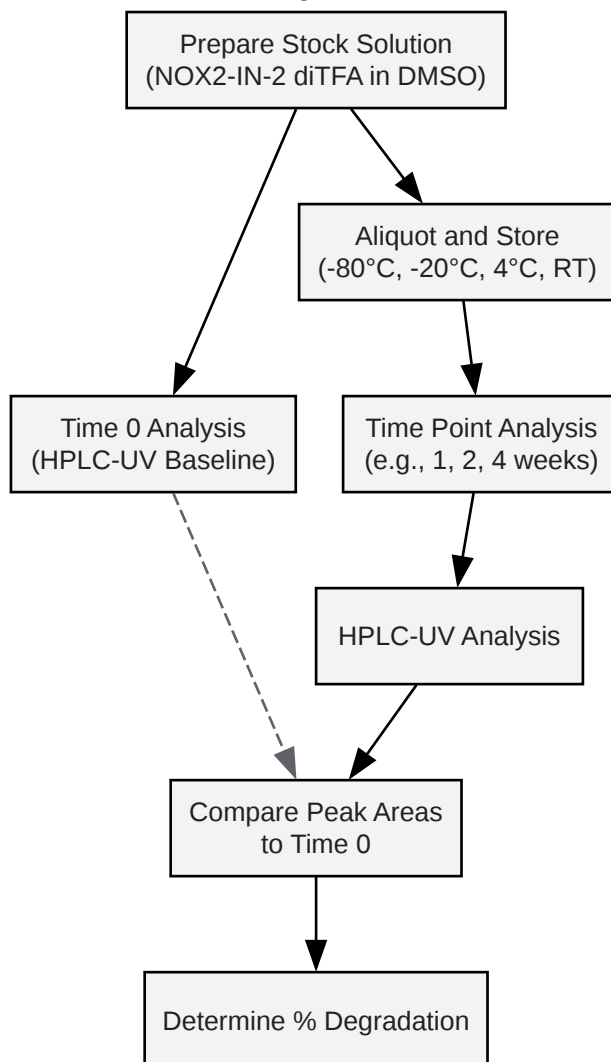 Prepare Stock Solution
(NOX2-IN-2 diTFA in DMSO)
Aliquot and Store
(-80°C, -20°C, 4°C, RT)
Time 0 Analysis
(HPLC-UV Baseline)
Time Point Analysis
(e.g., 1, 2, 4 weeks)
HPLC-UV Analysis
Compare Peak Areas
to Time 0
Determine % Degradation